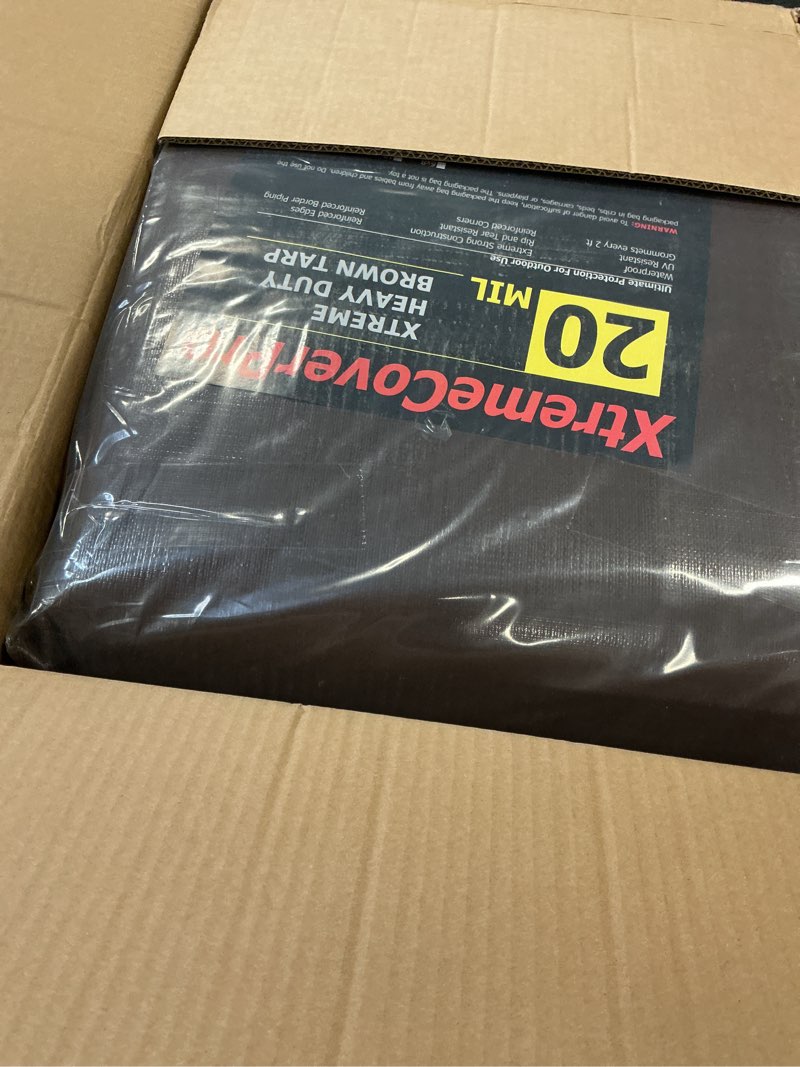 XtremeCoverPro
20 MIL
XTREME
HEAVY DUTY
BROWN TARP
Ultimate Protection For Outdoor Use
Waterproof
UV Resistant
Grommets every 2 ft
Extreme Strong Construction
Rip and Tear Resistant
Reinforced Corners
Reinforced Edges
Reinforced Border Piping
WARNING: To avoid danger of suffocation, keep the packaging bag away from babies and children. Do not use the
packaging bag in cribs, beds, carriages, or playpens. The packaging bag is not a toy.